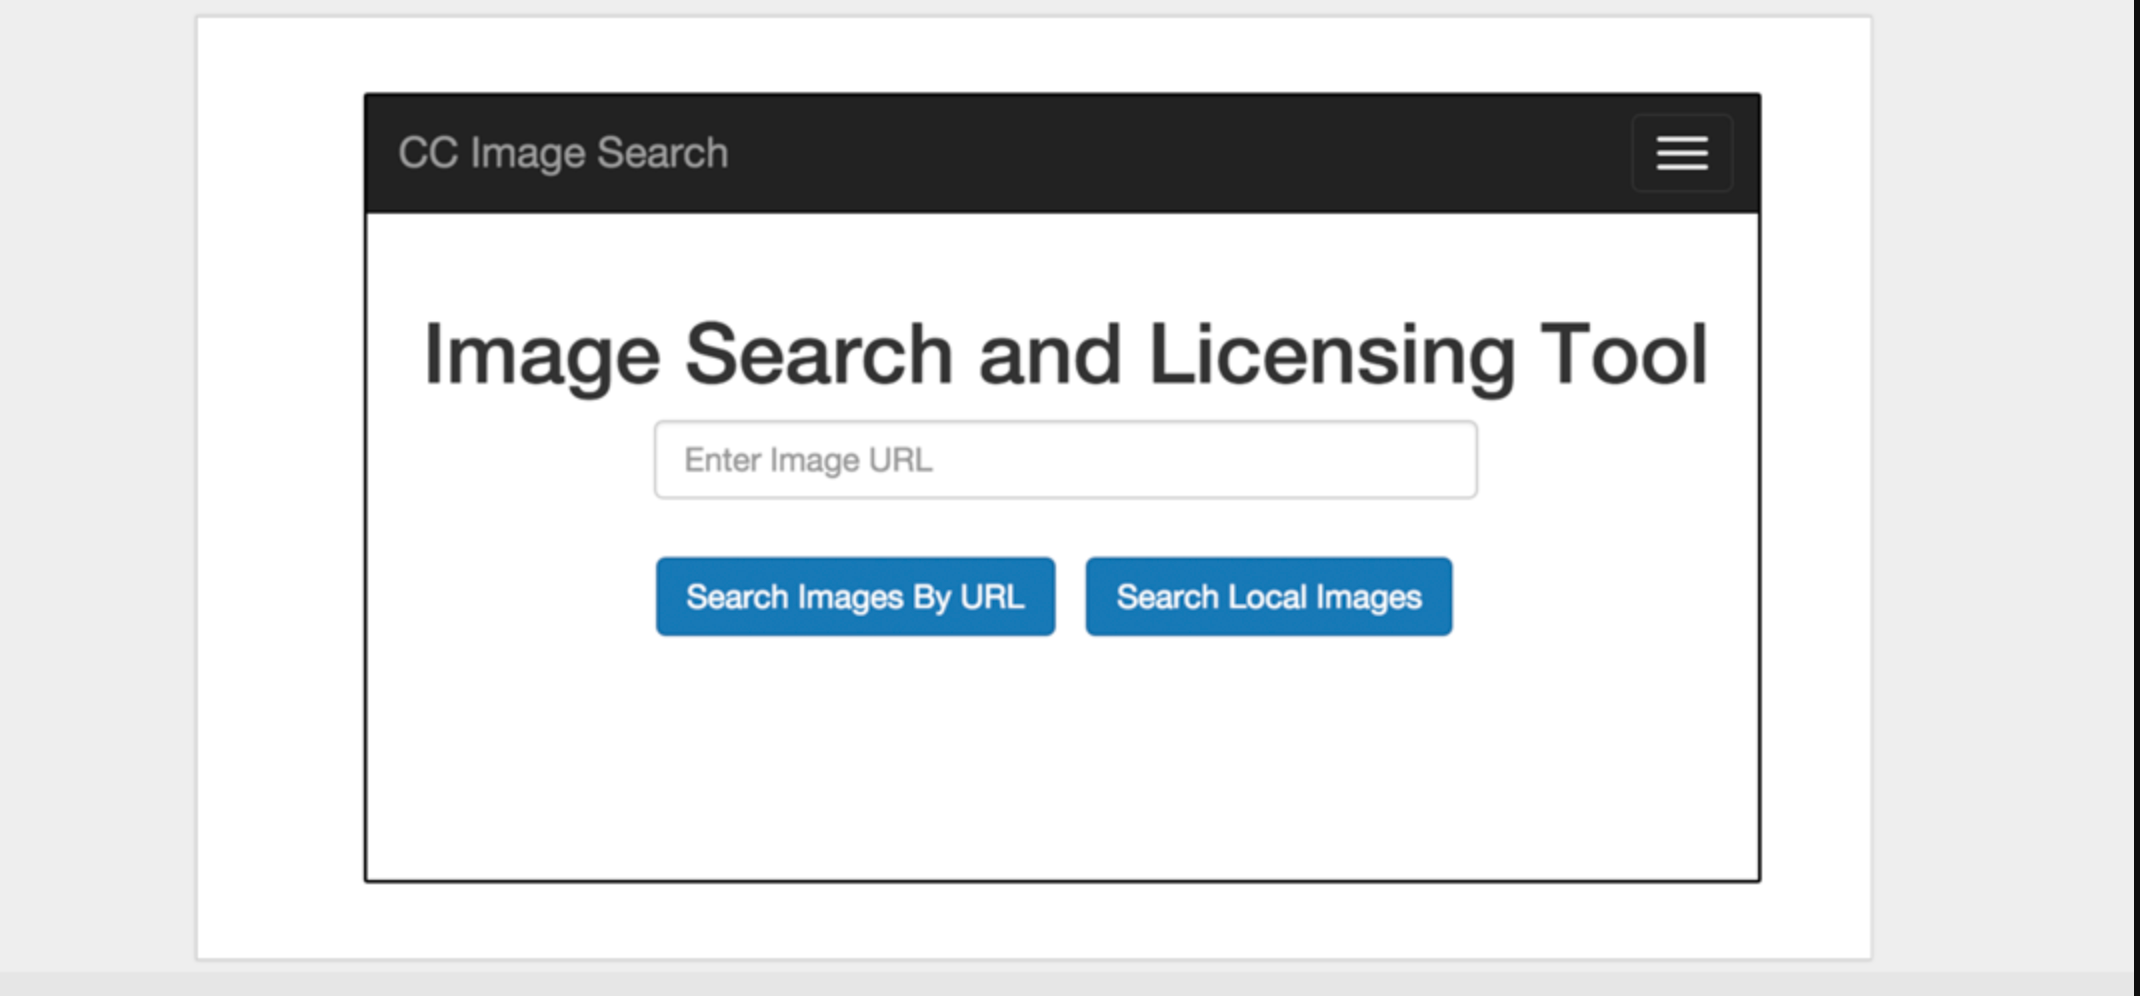 CC Image Search
Image Search and Licensing Tool
Enter Image URL
Search Images By URL
Search Local Images